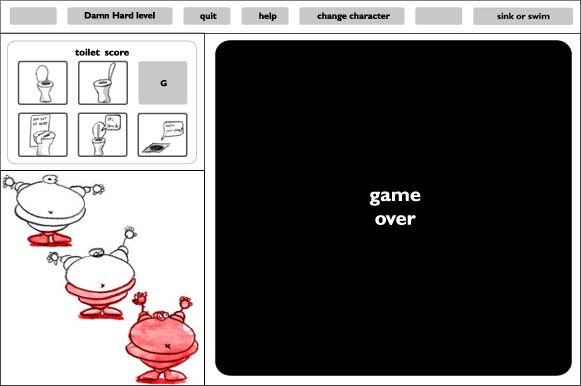 Damn Hard level
quit
help
change character
sink or swim
toilet score
G
game
over